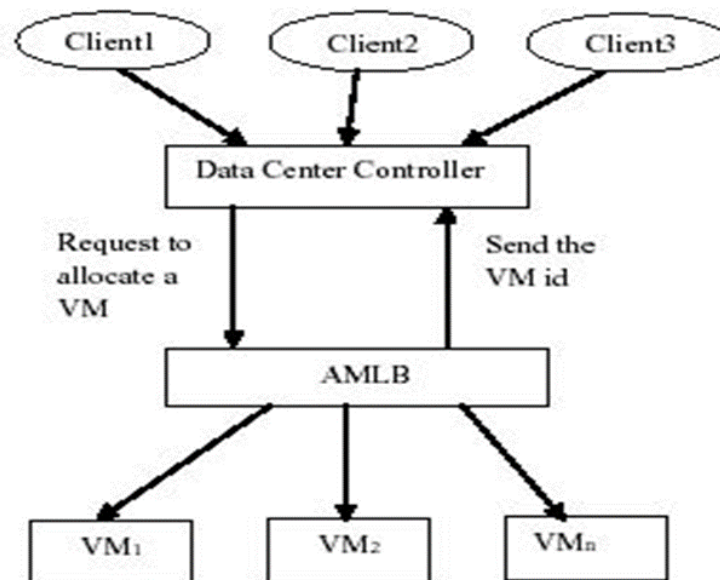 Client1
Client2
Client3
Data Center Controller
Request to
allocate a
VM
Send the
VM id
AMLB
VM₁
VM₂
VMₙ